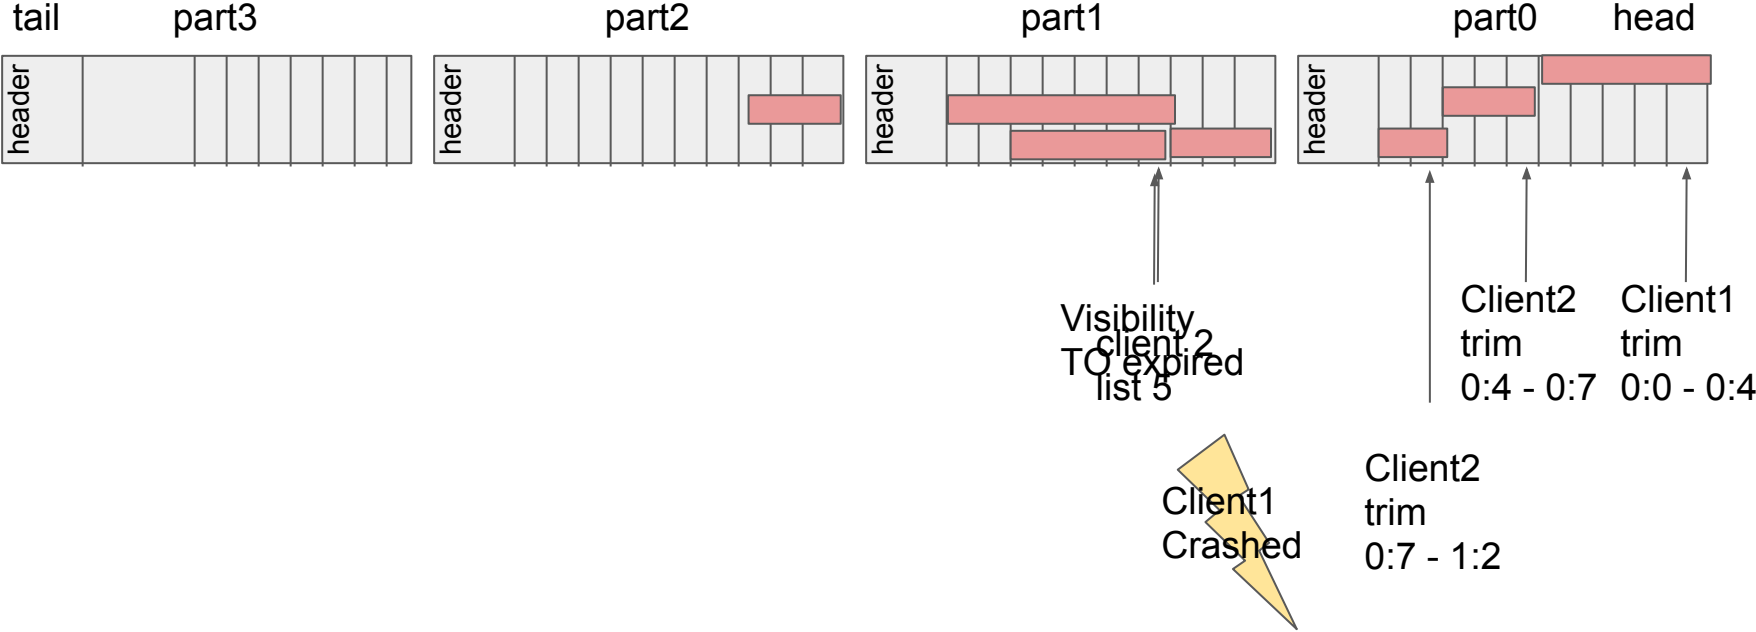 tail
part3
part2
part1
part0
head
header
header
header
header
Visibility
TO expired
client 2
list 5
Client2
trim
0:4 - 0:7
Client1
trim
0:0 - 0:4
Client1
Crashed
Client2
trim
0:7 - 1:2